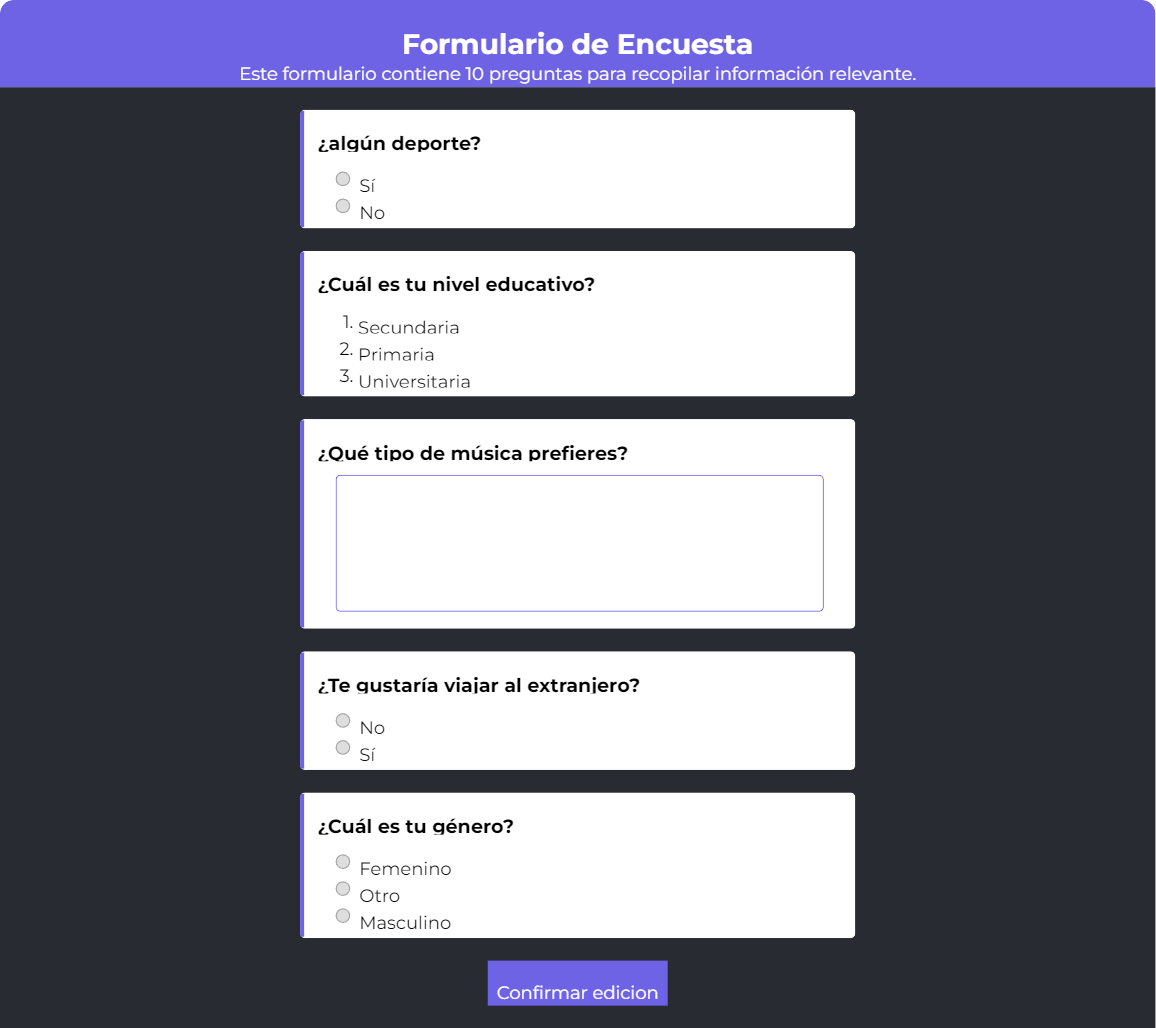 Formulario de Encuesta
Este formulario contiene 10 preguntas para recopilar información relevante.
¿algún deporte?
Sí
No
¿Cuál es tu nivel educativo?
1. Secundaria
2. Primaria
3. Universitaria
¿Qué tipo de música prefieres?
¿Te gustaría viajar al extranjero?
No
Sí
¿Cuál es tu género?
Femenino
Otro
Masculino
Confirmar edicion